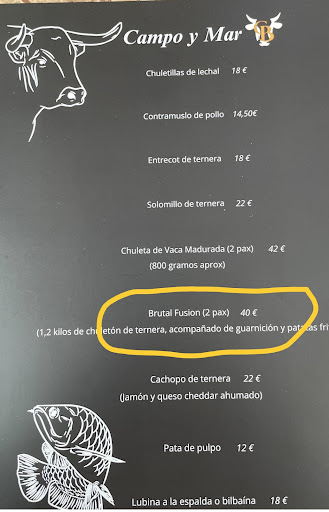 Campo y Mar
Chuletillas de lechal 18 €
Contramuslo de pollo 14,50€
Entrecot de ternera 18 €
Solomillo de ternera 22 €
Chuleta de Vaca Madurada (2 pax) 42 €
(800 gramos aprox)
Brutal Fusion (2 pax) 40 €
(1,2 kilos de chuletón de ternera, acompañado de guarnición y patatas fri
Cachopo de ternera 22 €
(Jamón y queso cheddar ahumado)
Pata de pulpo 12 €
Lubina a la espalda o bilbaína 18 €